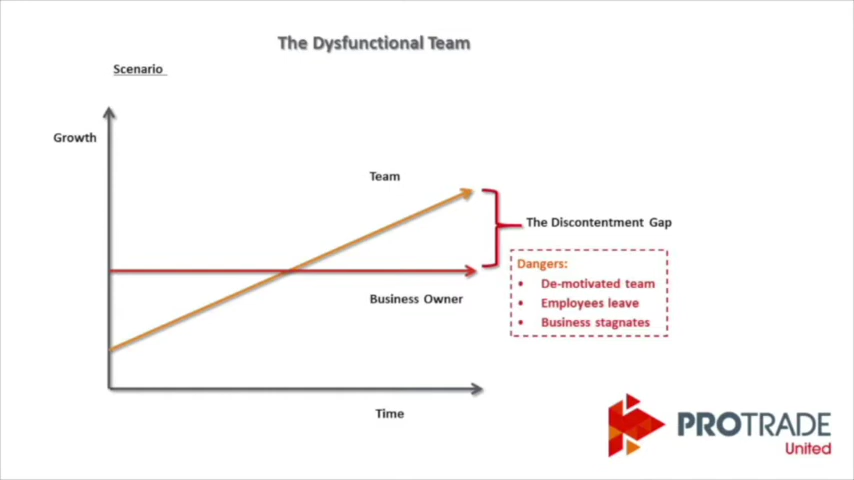 The Dysfunctional Team
Scenario
Growth
Team
The Discontentment Gap
Dangers:
• De-motivated team
• Employees leave
• Business stagnates
Business Owner
Time
PROTRADE
United